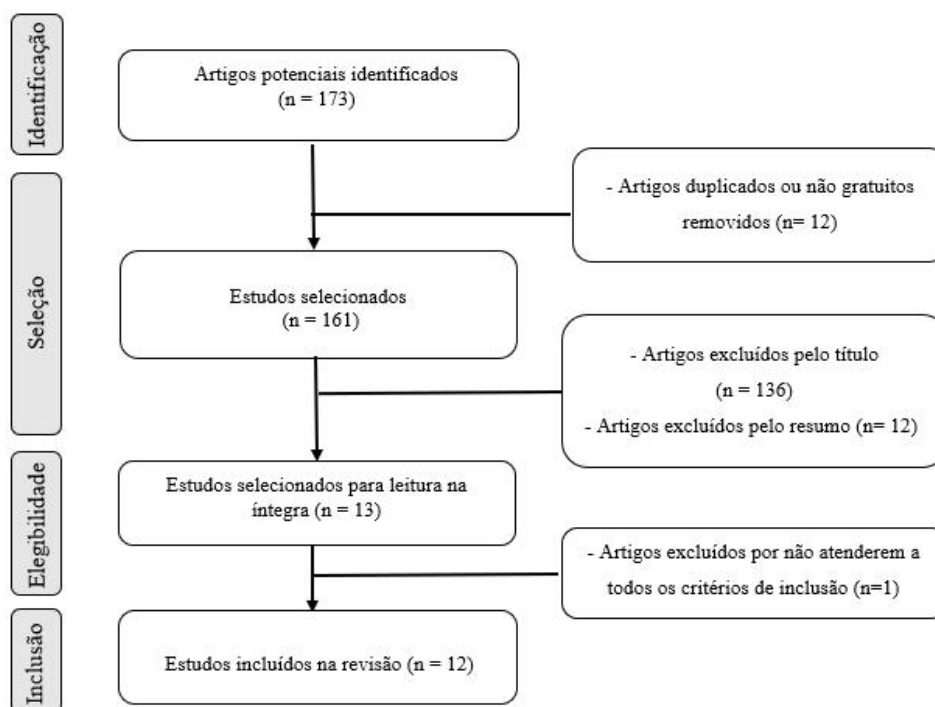 Identificação
Artigos potenciais identificados
(n = 173)
- Artigos duplicados ou não gratuitos
removidos (n= 12)
Seleção
Estudos selecionados
(n = 161)
- Artigos excluídos pelo título
(n = 136)
- Artigos excluídos pelo resumo (n= 12)
Elegibilidade
Estudos selecionados para leitura na
íntegra (n = 13)
- Artigos excluídos por não atenderem a
todos os critérios de inclusão (n=1)
Inclusão
Estudos incluídos na revisão (n = 12)